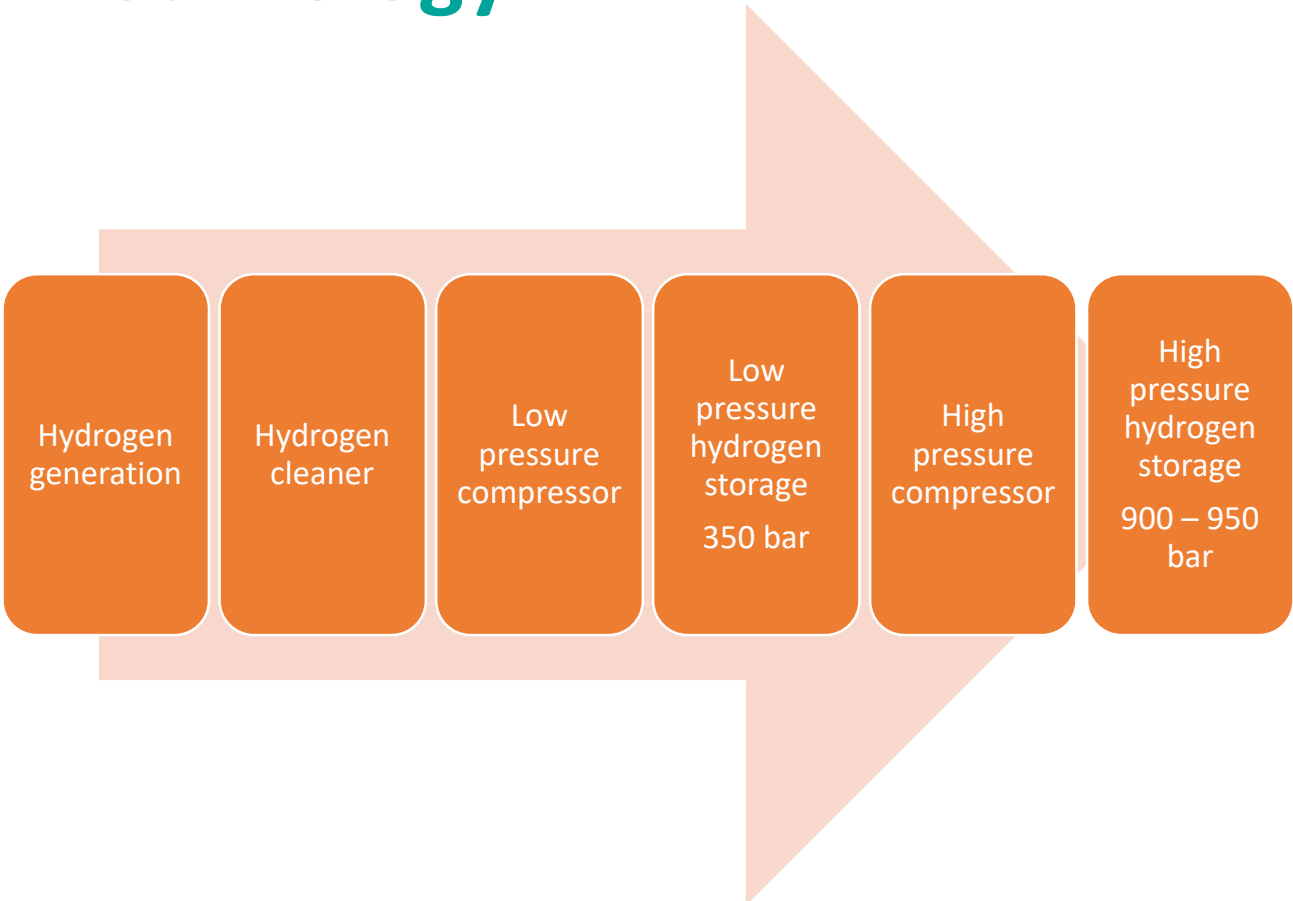 Hydrogen
generation
Hydrogen
cleaner
Low
pressure
compressor
Low
pressure
hydrogen
storage
350 bar
High
pressure
compressor
High
pressure
hydrogen
storage
900 – 950
bar